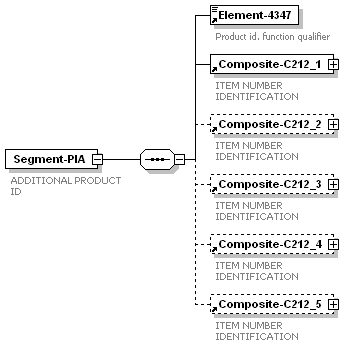 Element-4347
Product id. function qualifier
Composite-C212_1
ITEM NUMBER
IDENTIFICATION
Composite-C212_2
ITEM NUMBER
IDENTIFICATION
Segment-PIA
ADDITIONAL PRODUCT
ID
Composite-C212_3
ITEM NUMBER
IDENTIFICATION
Composite-C212_4
ITEM NUMBER
IDENTIFICATION
Composite-C212_5
ITEM NUMBER
IDENTIFICATION